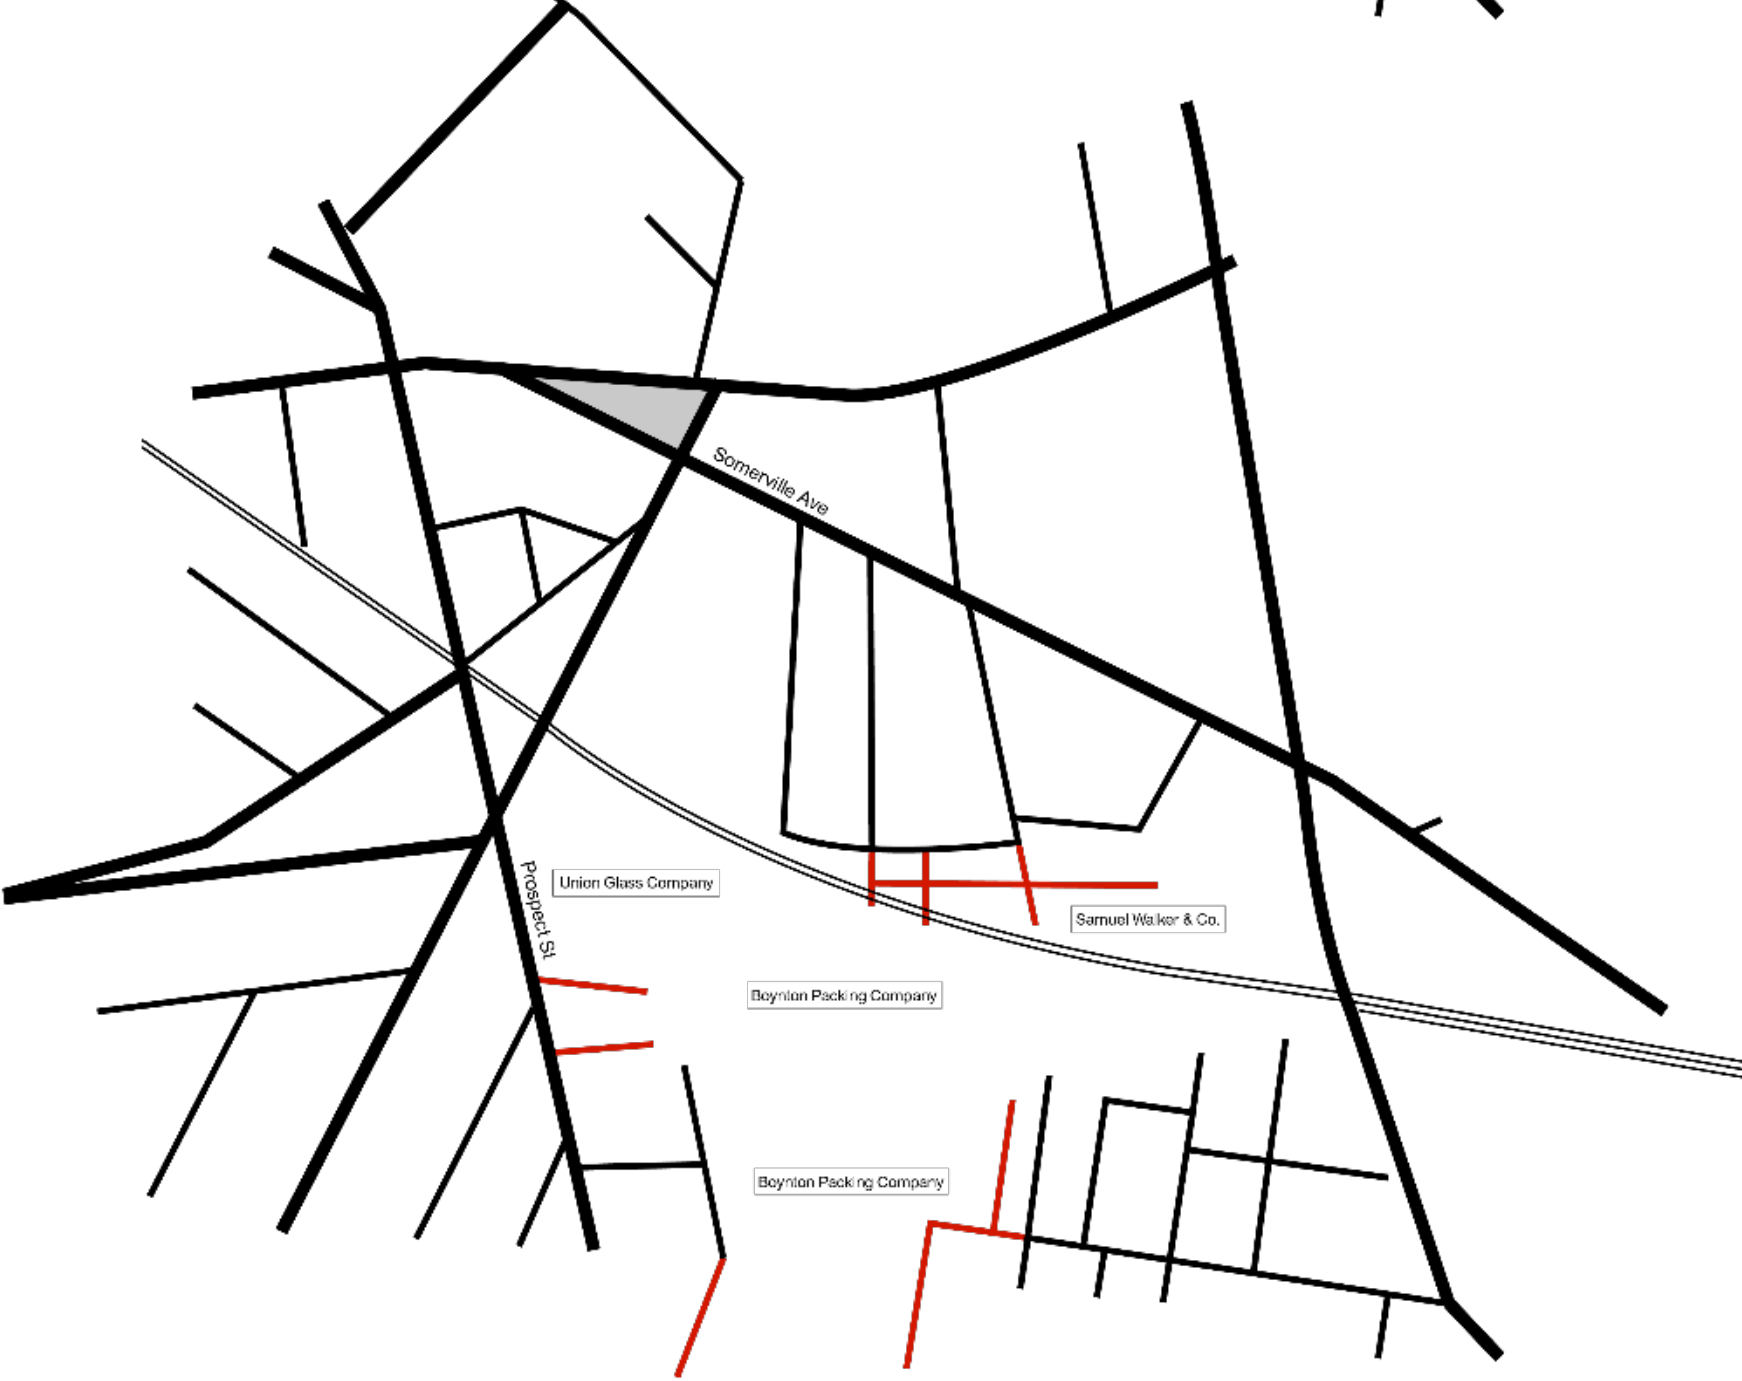 Somerville Ave
Prospect St
Union Glass Company
Samuel Walker & Co.
Boynton Packing Company
Boynton Packing Company